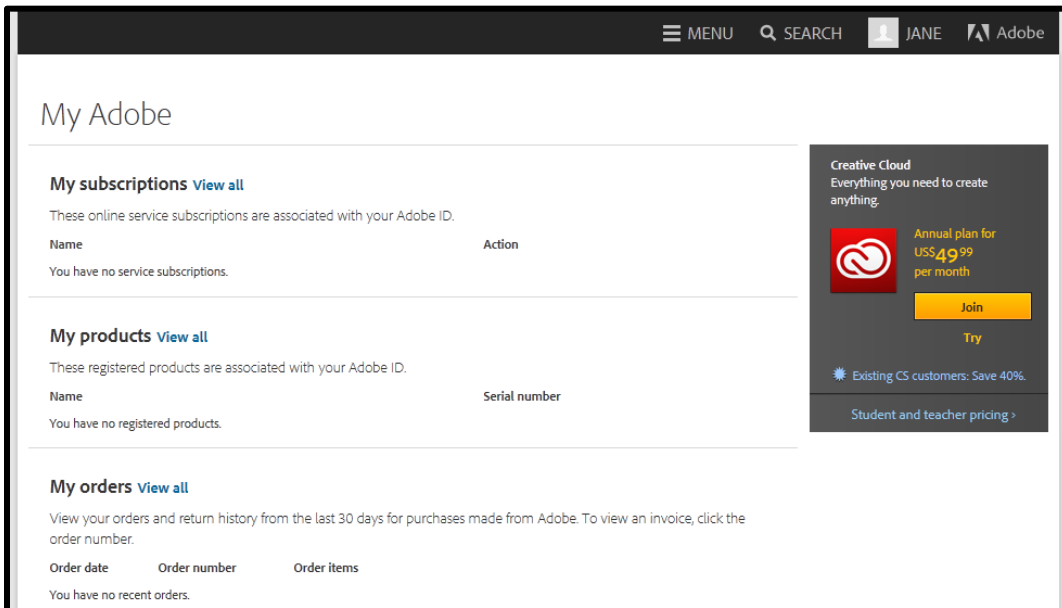 MENU SEARCH JANE Adobe
My Adobe
My subscriptions View all
These online service subscriptions are associated with your Adobe ID.
Name Action
You have no service subscriptions.
My products View all
These registered products are associated with your Adobe ID.
Name Serial number
You have no registered products.
My orders View all
View your orders and return history from the last 30 days for purchases made from Adobe. To view an invoice, click the
order number.
Order date Order number Order items
You have no recent orders.
Creative Cloud
Everything you need to create
anything.
Annual plan for
US$49.99
per month
Join
Try
Existing CS customers: Save 40%.
Student and teacher pricing ›